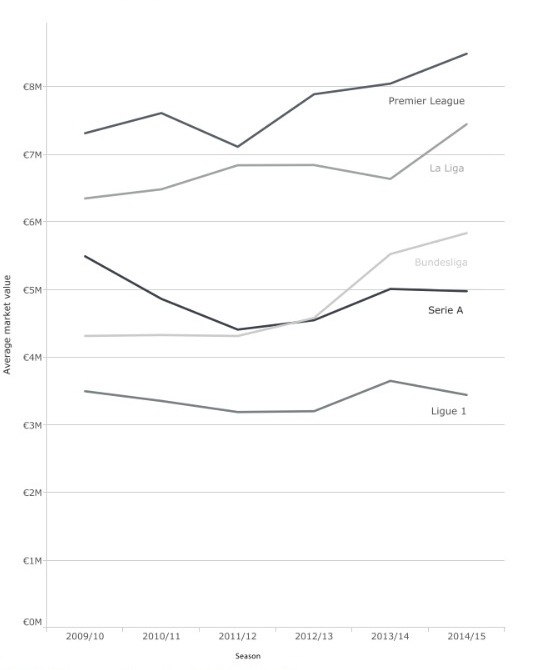 €8M
Premier League
€7M
La Liga
€6M
Bundesliga
€5M
Serie A
Average market value
€4M
Ligue 1
€3M
€2M
€1M
€0M
2009/10 2010/11 2011/12 2012/13 2013/14 2014/15
Season